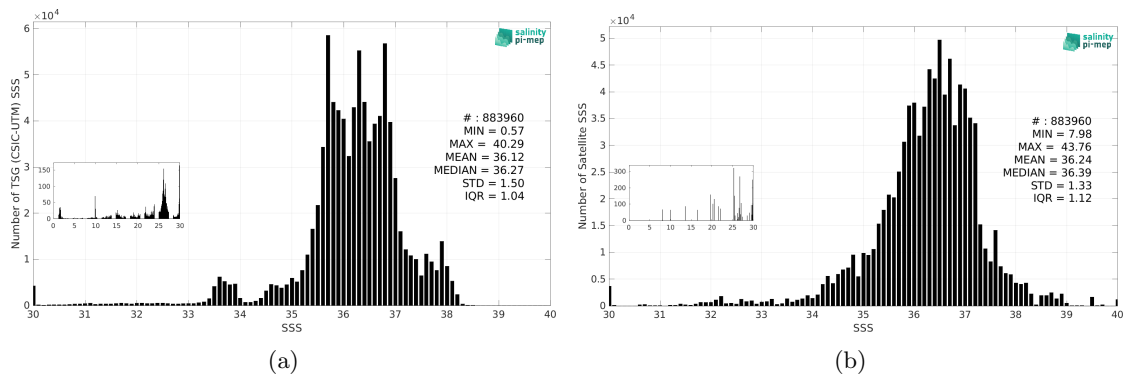 ×10⁴
6
5
4
3
2
1
0
Number of TSG (CSIC-UTM) SSS
30 31 32 33 34 35 36 37 38 39 40
SSS
salinity
pi-mep
# : 883960
MIN = 0.57
MAX = 40.29
MEAN = 36.12
MEDIAN = 36.27
STD = 1.50
IQR = 1.04
150
100
50
0
0 5 10 15 20 25 30
(a)
×10⁴
5
4.5
4
3.5
3
2.5
2
1.5
1
0.5
0
Number of Satellite SSS
30 31 32 33 34 35 36 37 38 39 40
SSS
salinity
pi-mep
# : 883960
MIN = 7.98
MAX = 43.76
MEAN = 36.24
MEDIAN = 36.39
STD = 1.33
IQR = 1.12
300
200
100
0
0 5 10 15 20 25 30
(b)